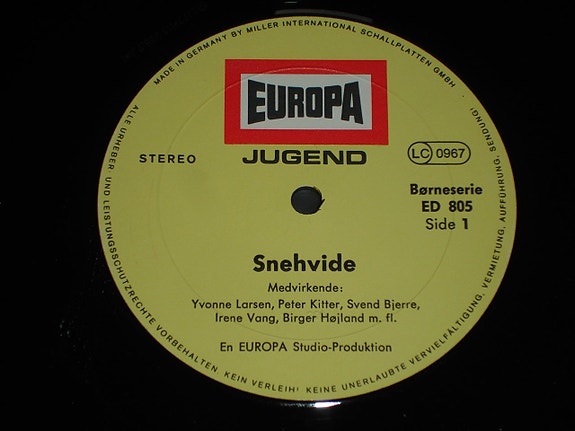 MADE IN GERMANY BY MILLER INTERNATIONAL SCHALLPLATTEN GMBH ·
EUROPA
JUGEND
STEREO
LC 0967
Børneserie
ED 805
Side 1
Snehvide
Medvirkende:
Yvonne Larsen, Peter Kitter, Svend Bjerre,
Irene Vang, Birger Højland m. fl.
En EUROPA Studio-Produktion
ALLE URHEBER- UND LEISTUNGSSCHUTZRECHTE VORBEHALTEN KEIN VERLEIH! KEINE UNERLAUBTE VERVIELFÄLTIGUNG, VERMIETUNG, AUFFÜHRUNG, SENDUNG!